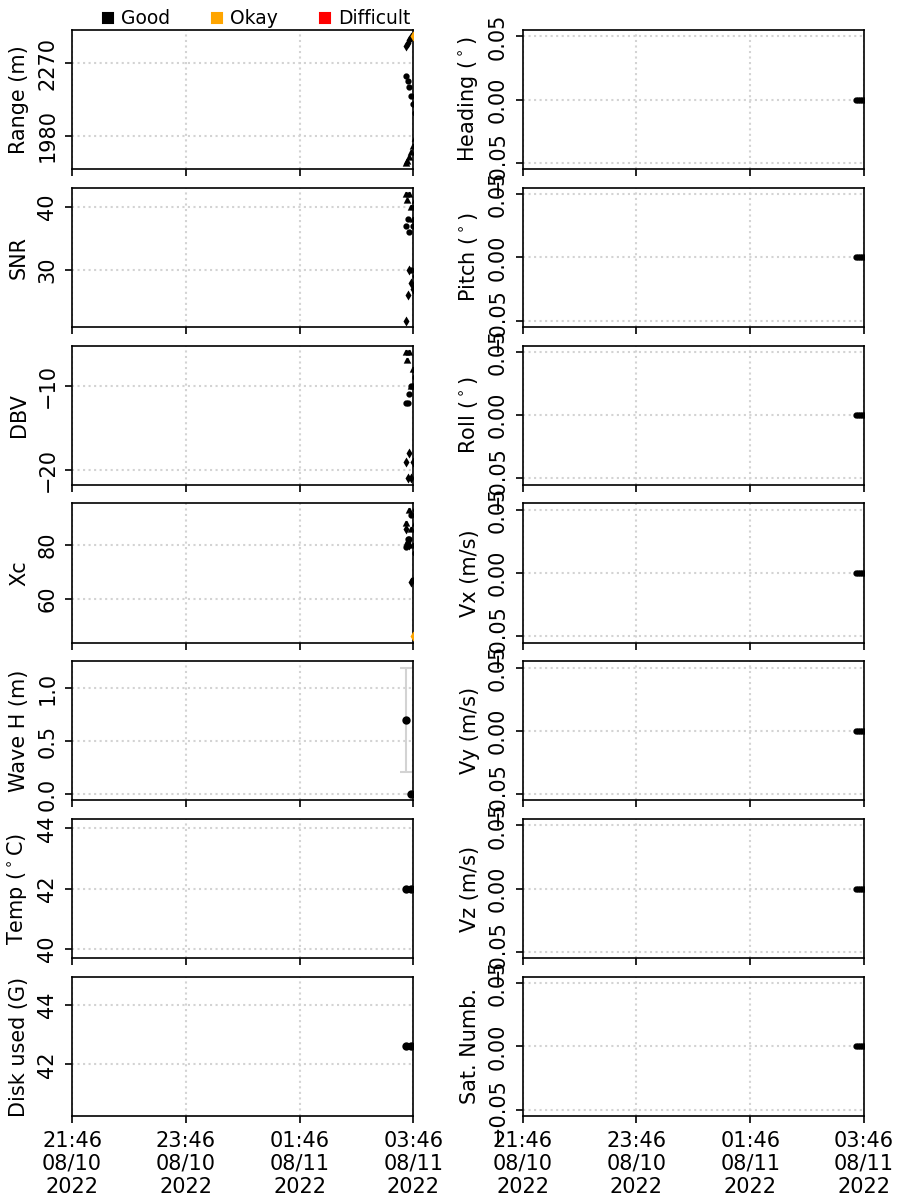 Good Okay Difficult
Range (m)
2270
1980
Heading (°)
0.05
0.00
−0.05
SNR
40
30
Pitch (°)
0.05
0.00
−0.05
DBV
−10
−20
Roll (°)
0.05
0.00
−0.05
Xc
80
60
Vx (m/s)
0.05
0.00
−0.05
Wave H (m)
1.0
0.5
0.0
Vy (m/s)
0.05
0.00
−0.05
Temp (°C)
44
42
40
Vz (m/s)
0.05
0.00
−0.05
Disk used (G)
44
42
Sat. Numb.
0.05
0.00
−0.05
21:46 23:46 01:46 03:46 21:46 23:46 01:46 03:46
08/10 08/10 08/11 08/11 08/10 08/10 08/11 08/11
2022 2022 2022 2022 2022 2022 2022 2022